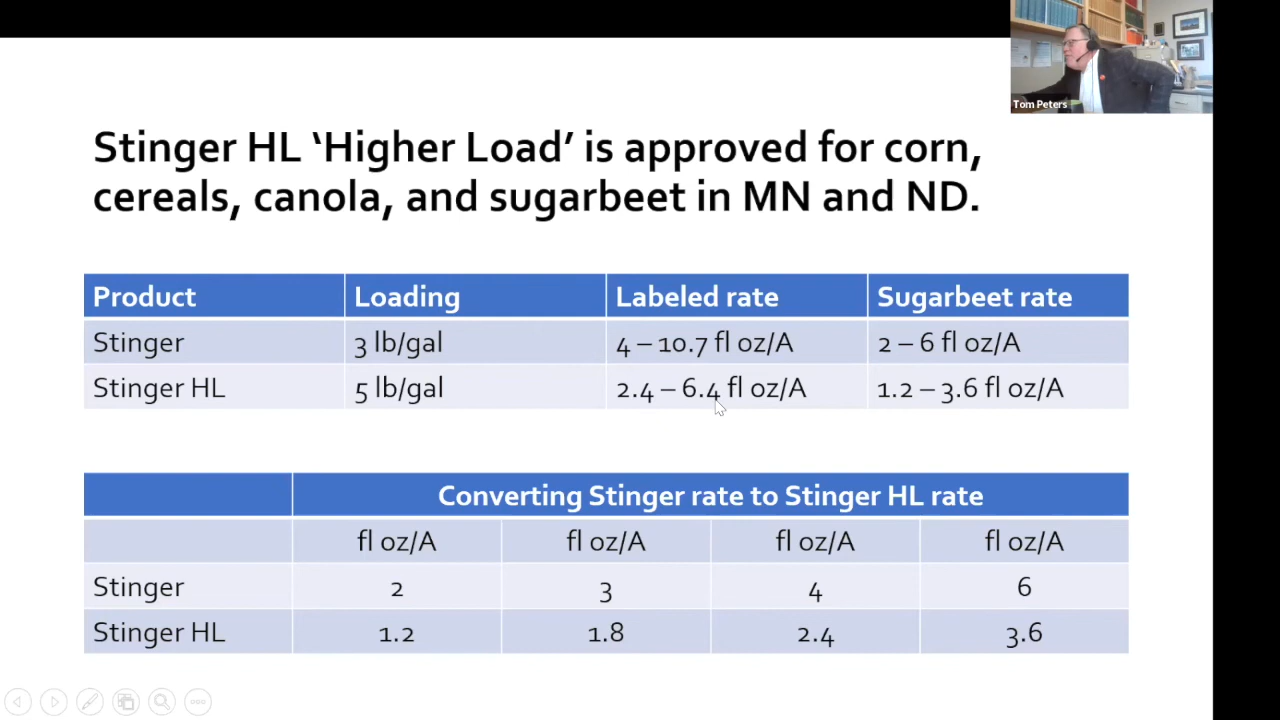 Tom Peters
Stinger HL ‘Higher Load’ is approved for corn,
cereals, canola, and sugarbeet in MN and ND.
Product Loading Labeled rate Sugarbeet rate
Stinger 3 lb/gal 4 – 10.7 fl oz/A 2 – 6 fl oz/A
Stinger HL 5 lb/gal 2.4 – 6.4 fl oz/A 1.2 – 3.6 fl oz/A
Converting Stinger rate to Stinger HL rate
fl oz/A fl oz/A fl oz/A fl oz/A
Stinger 2 3 4 6
Stinger HL 1.2 1.8 2.4 3.6